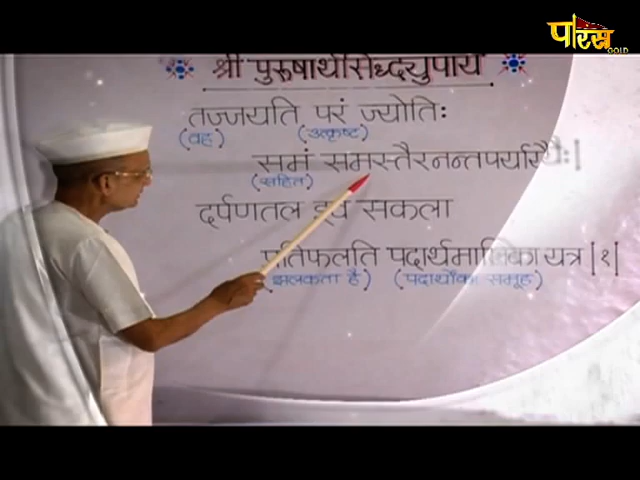 पारस
GOLD
श्री पुरुषार्थसिद्ध्युपाय
तज्जयति परं ज्योतिः
(वह) (उत्कृष्ट)
समं समस्तैरनन्तपर्यायैः|
(सहित)
दर्पणतल इव सकला
प्रतिफलति पदार्थमालिका यत्र |१|
(झलकता है) (पदार्थोंका समूह)